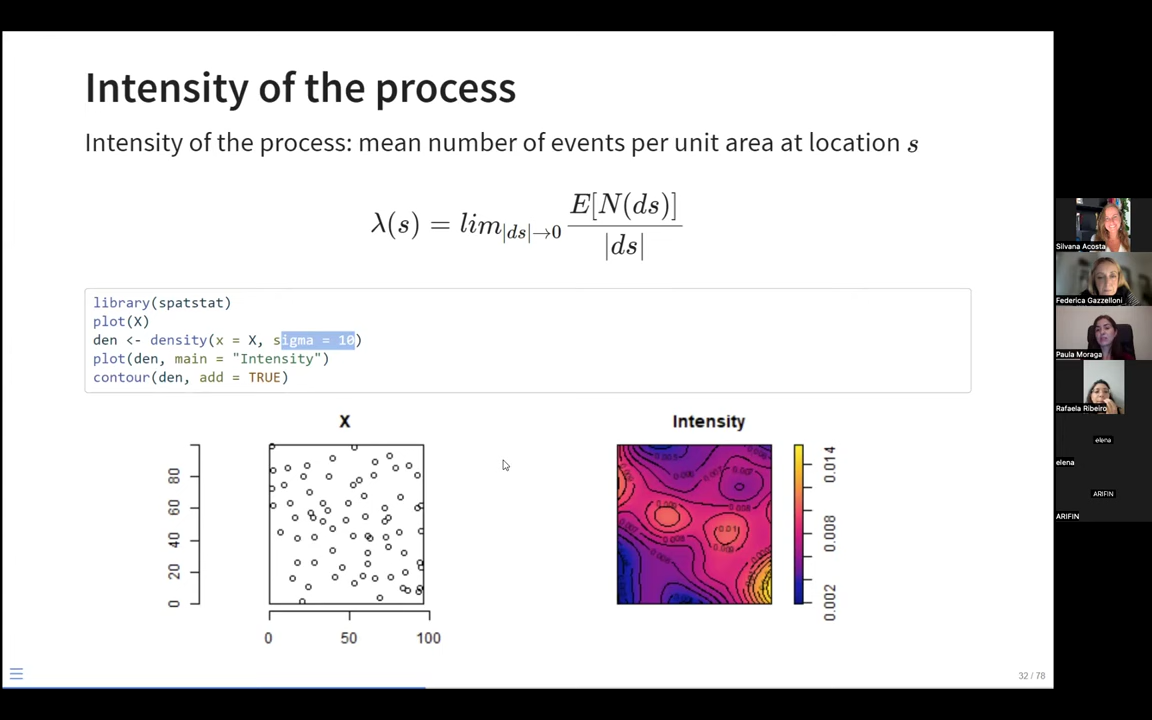 Intensity of the process
Intensity of the process: mean number of events per unit area at location s
λ(s) = lim|ds|→0 E[N(ds)] / |ds|
library(spatstat)
plot(X)
den <- density(x = X, sigma = 10)
plot(den, main = "Intensity")
contour(den, add = TRUE)
X
80
60
40
20
0
0 50 100
Intensity
0.014
0.008
0.002
0.01
32 / 78
Silvana Acosta
Federica Gazzelloni
Paula Moraga
Rafaela Ribeiro
elena
elena
ARIFIN
ARIFIN